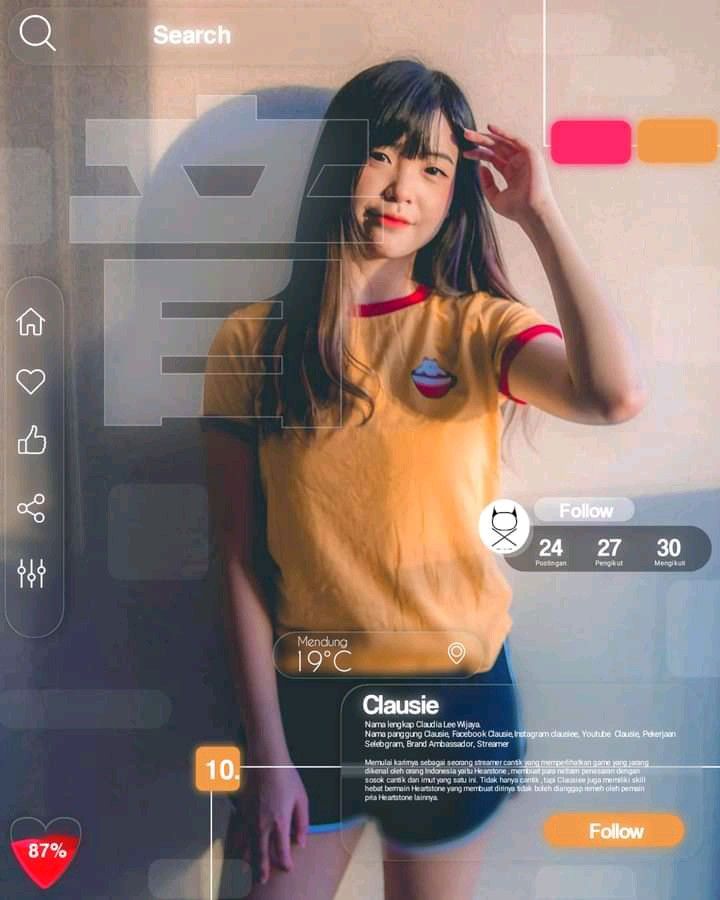 Search
音
Follow
24 27 30
Postingan Pengikut Mengikuti
Mendung
19°C
Clausie
Nama lengkap Claudia Lee Wijaya.
Nama panggung Clausie, Facebook Clausie,Instagram clausiee, Youtube Clausie, Pekerjaan
Selebgram, Brand Ambassador, Streamer
10.
Memulai karirnya sebagai seorang streamer cantik yang memperlihatkan game yang jarang
dikenal oleh orang Indonesia yaitu Hearstone, membuat para netizen penasaran dengan
sosok cantik dan imut yang satu ini. Tidak hanya cantik, tapi Clausiee juga memiliki skill
hebat bermain Heartstone yang membuat dirinya tidak boleh dianggap remeh oleh pemain
pria Heartstone lainnya.
Follow
87%